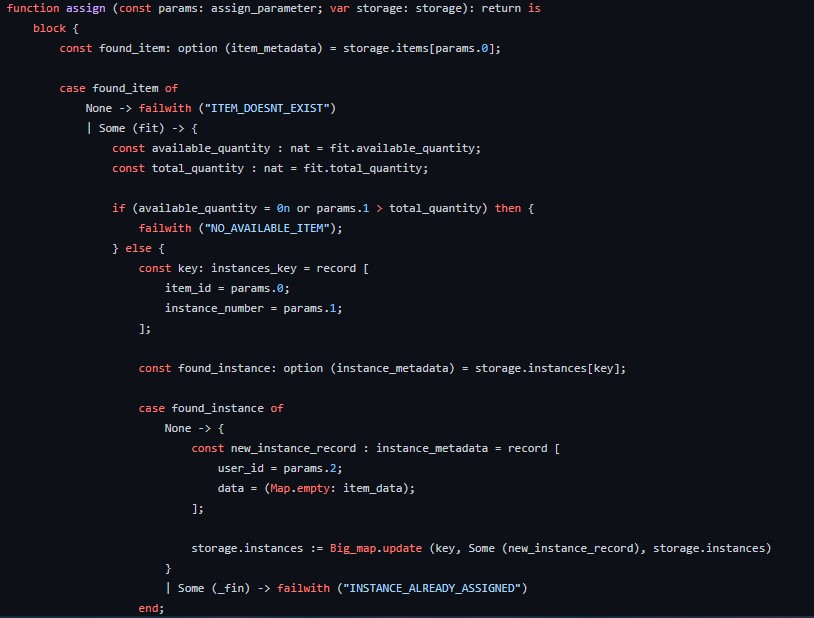 function assign (const params: assign_parameter; var storage: storage): return is
block {
const found_item: option (item_metadata) = storage.items[params.0];
case found_item of
None -> failwith ("ITEM_DOESNT_EXIST")
| Some (fit) -> {
const available_quantity : nat = fit.available_quantity;
const total_quantity : nat = fit.total_quantity;
if (available_quantity = 0n or params.1 > total_quantity) then {
failwith ("NO_AVAILABLE_ITEM");
} else {
const key: instances_key = record [
item_id = params.0;
instance_number = params.1;
];
const found_instance: option (instance_metadata) = storage.instances[key];
case found_instance of
None -> {
const new_instance_record : instance_metadata = record [
user_id = params.2;
data = (Map.empty: item_data);
];
storage.instances := Big_map.update (key, Some (new_instance_record), storage.instances)
}
| Some (_fin) -> failwith ("INSTANCE_ALREADY_ASSIGNED")
end;